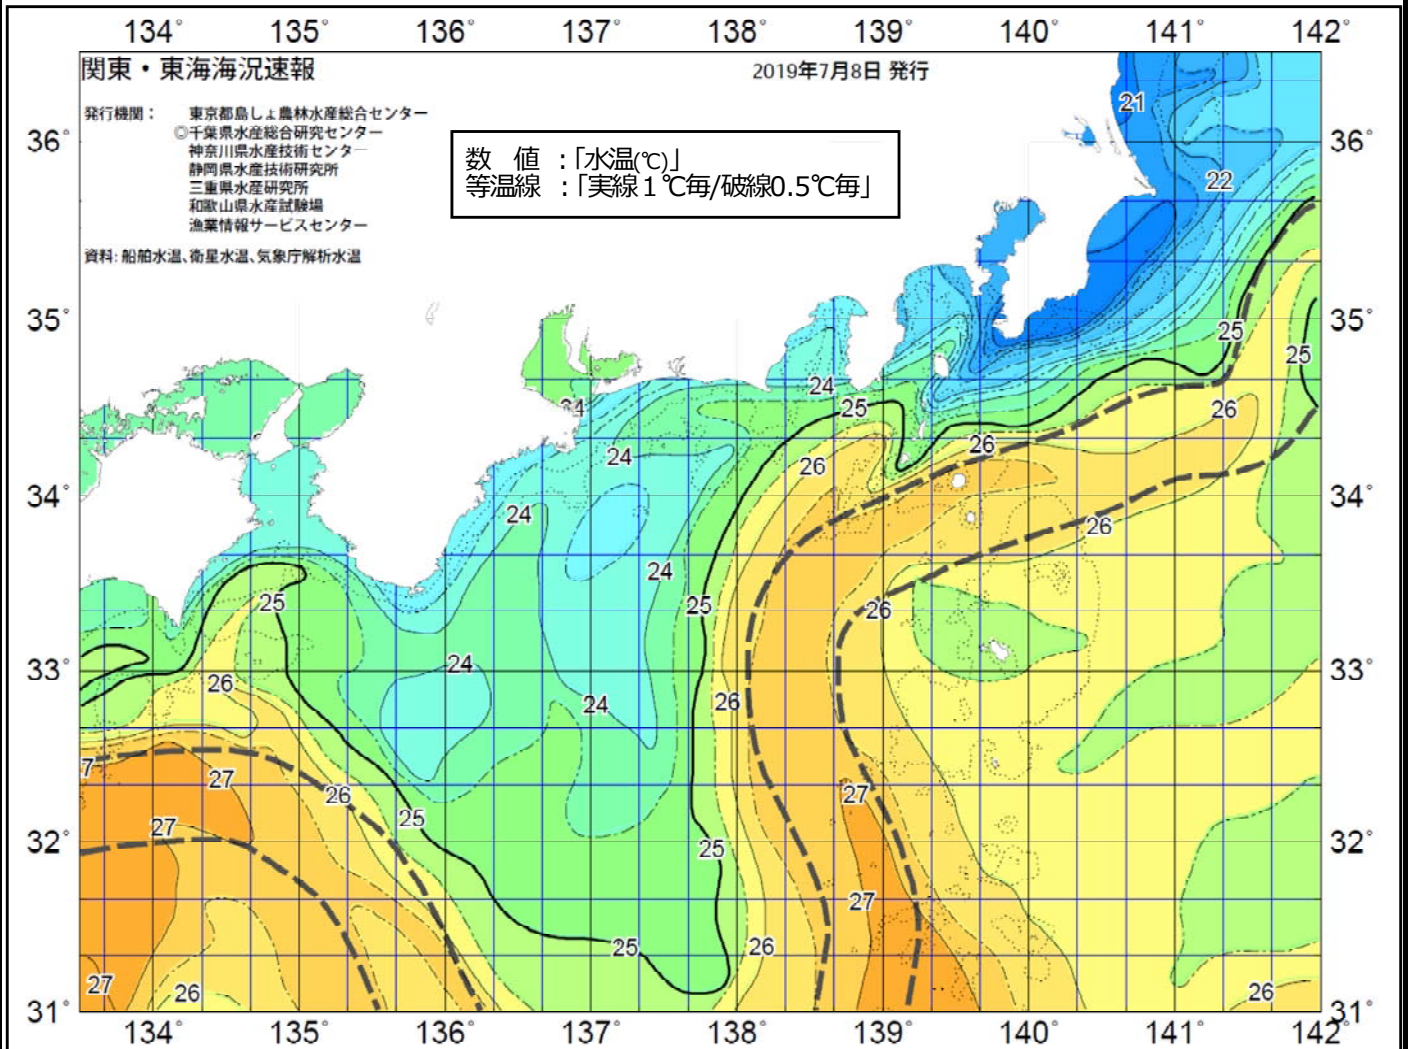 134° 135° 136° 137° 138° 139° 140° 141° 142°
関東・東海海況速報
2019年7月8日 発行
発行機関： 東京都島しょ農林水産総合センター
◎千葉県水産総合研究センター
神奈川県水産技術センター
静岡県水産技術研究所
三重県水産研究所
和歌山県水産試験場
漁業情報サービスセンター
資料: 船舶水温、衛星水温、気象庁解析水温
数 値 ：「水温(℃)」
等温線 ：「実線１℃毎/破線0.5℃毎」
21
36° 36°
22
35° 25 35°
25
24
24 25 26
26
24 26
34° 24 34°
26
24
25 25 26
33° 24 33°
26 24 26
7 27 26 27
25
27
32° 25 32°
27
25 26
27 26 26
31° 31°
134° 135° 136° 137° 138° 139° 140° 141° 142°